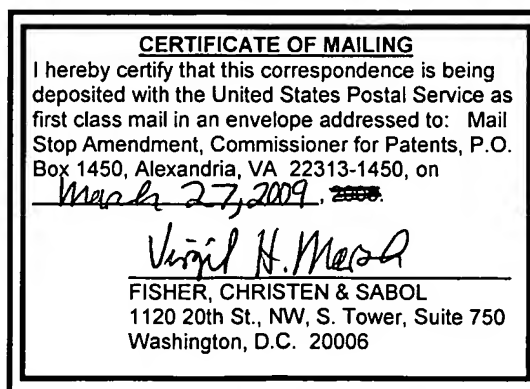 CERTIFICATE OF MAILING
I hereby certify that this correspondence is being
deposited with the United States Postal Service as
first class mail in an envelope addressed to: Mail
Stop Amendment, Commissioner for Patents, P.O.
Box 1450, Alexandria, VA 22313-1450, on
March 27, 2009, 2008.
Virgil H. Marsh
FISHER, CHRISTEN & SABOL
1120 20th St., NW, S. Tower, Suite 750
Washington, D.C. 20006